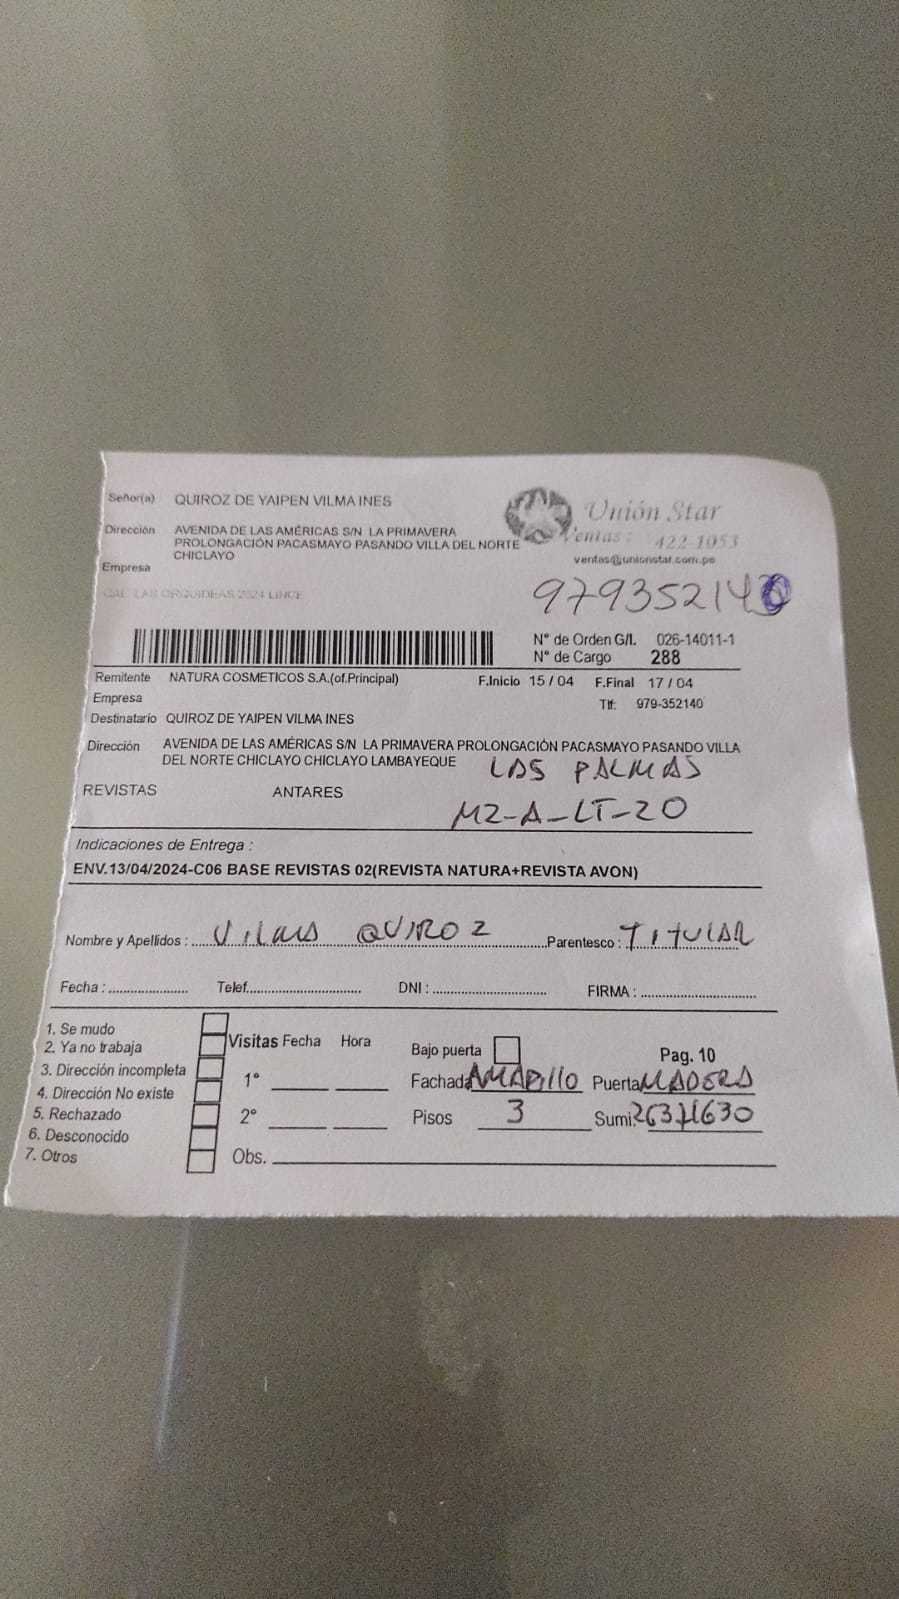 Señor(a) QUIROZ DE YAIPEN VILMA INES
Dirección AVENIDA DE LAS AMÉRICAS S/N LA PRIMAVERA
PROLONGACIÓN PACASMAYO PASANDO VILLA DEL NORTE
CHICLAYO
Empresa
CAL LAS ORQUIDEAS 2024 LINCE
Unión Star
Ventas : 422-1053
ventas@unionstar.com.pe
979352140
N° de Orden G/I. 026-14011-1
N° de Cargo 288
Remitente NATURA COSMETICOS S.A.(of.Principal) F.Inicio 15 / 04 F.Final 17 / 04
Empresa Tlf: 979-352140
Destinatario QUIROZ DE YAIPEN VILMA INES
Dirección AVENIDA DE LAS AMÉRICAS S/N LA PRIMAVERA PROLONGACIÓN PACASMAYO PASANDO VILLA
DEL NORTE CHICLAYO CHICLAYO LAMBAYEQUE LAS PALMAS
REVISTAS ANTARES MZ-A-LT-20
Indicaciones de Entrega :
ENV.13/04/2024-C06 BASE REVISTAS 02(REVISTA NATURA+REVISTA AVON)
Nombre y Apellidos : QUIROZ Parentesco : TITULAR
Fecha : Telef. DNI : FIRMA :
1. Se mudo
2. Ya no trabaja
3. Dirección incompleta
4. Dirección No existe
5. Rechazado
6. Desconocido
7. Otros
Visitas Fecha Hora
1°
2°
Obs.
Bajo puerta Pag. 10
Fachada AMARILLO Puerta MADERA
Pisos 3 Sumi.